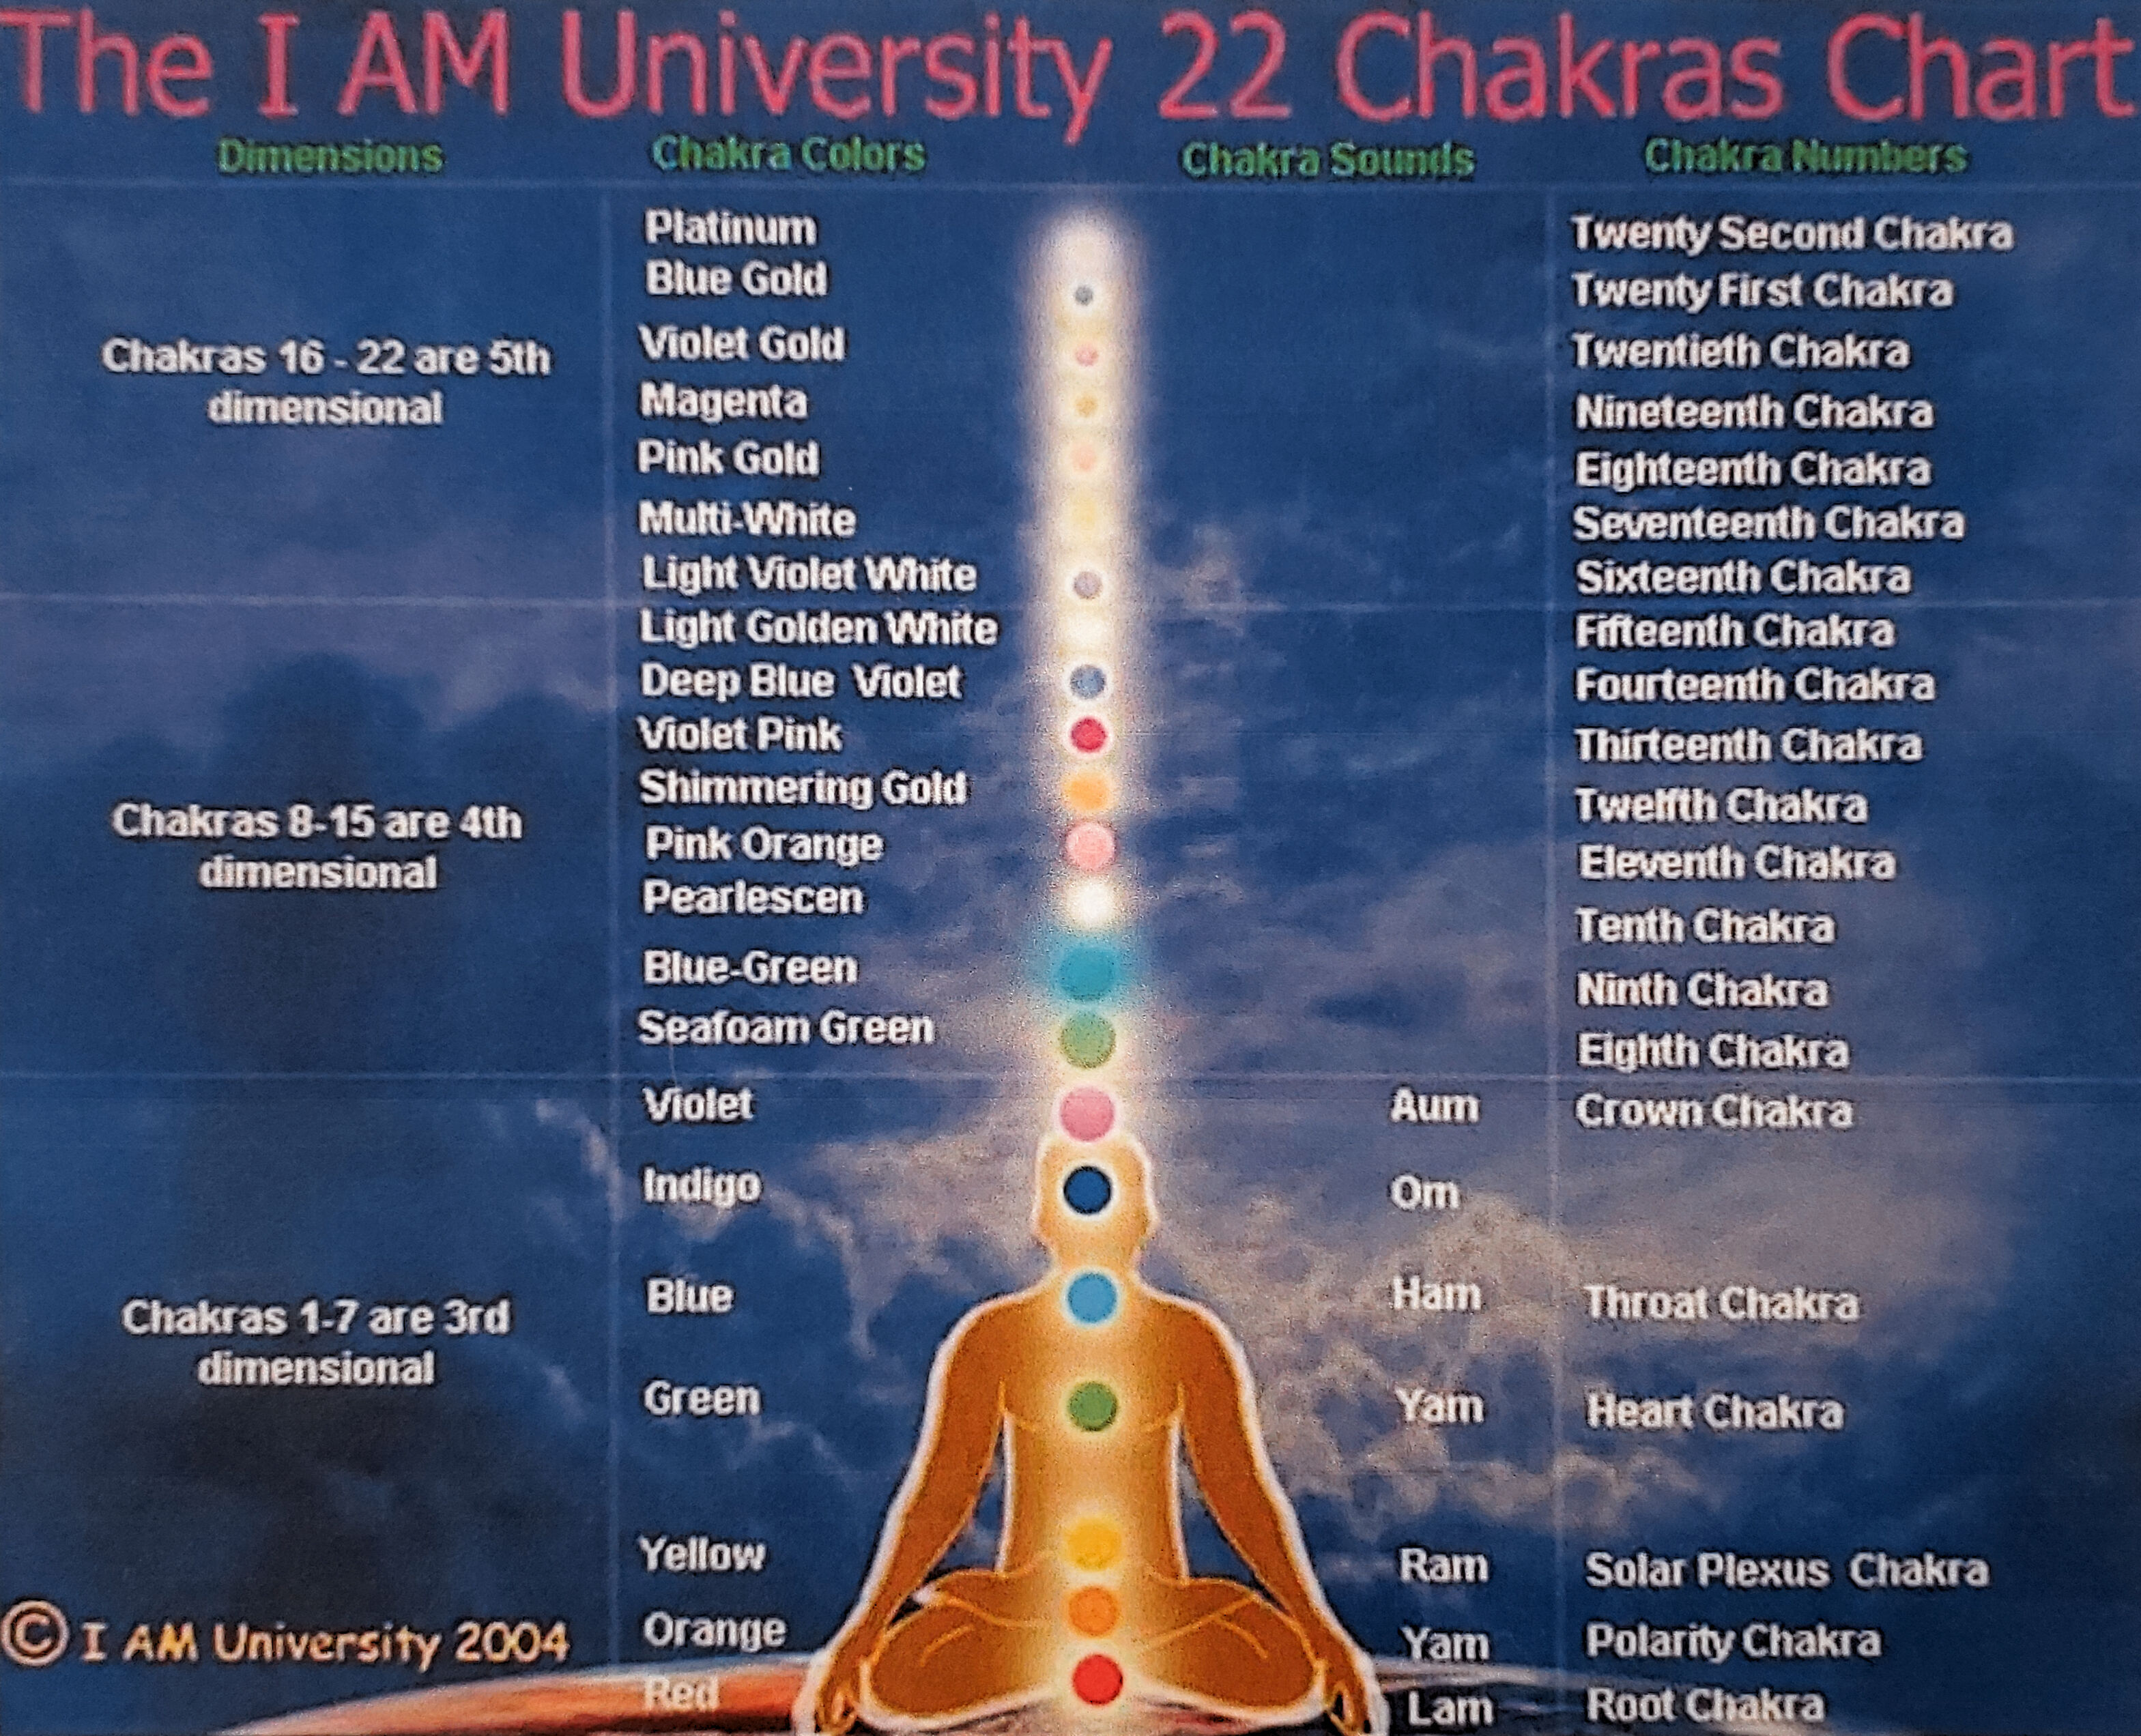 The I AM University 22 Chakras Chart
Dimensions Chakra Colors Chakra Sounds Chakra Numbers
Platinum Twenty Second Chakra
Blue Gold Twenty First Chakra
Violet Gold Twentieth Chakra
Chakras 16 - 22 are 5th
dimensional
Magenta Nineteenth Chakra
Pink Gold Eighteenth Chakra
Multi-White Seventeenth Chakra
Light Violet White Sixteenth Chakra
Light Golden White Fifteenth Chakra
Deep Blue Violet Fourteenth Chakra
Violet Pink Thirteenth Chakra
Shimmering Gold Twelfth Chakra
Chakras 8-15 are 4th
dimensional
Pink Orange Eleventh Chakra
Pearlescen Tenth Chakra
Blue-Green Ninth Chakra
Seafoam Green Eighth Chakra
Violet Aum Crown Chakra
Indigo Om
Blue Ham Throat Chakra
Chakras 1-7 are 3rd
dimensional
Green Yam Heart Chakra
Yellow Ram Solar Plexus Chakra
Orange Yam Polarity Chakra
© I AM University 2004
Red Lam Root Chakra